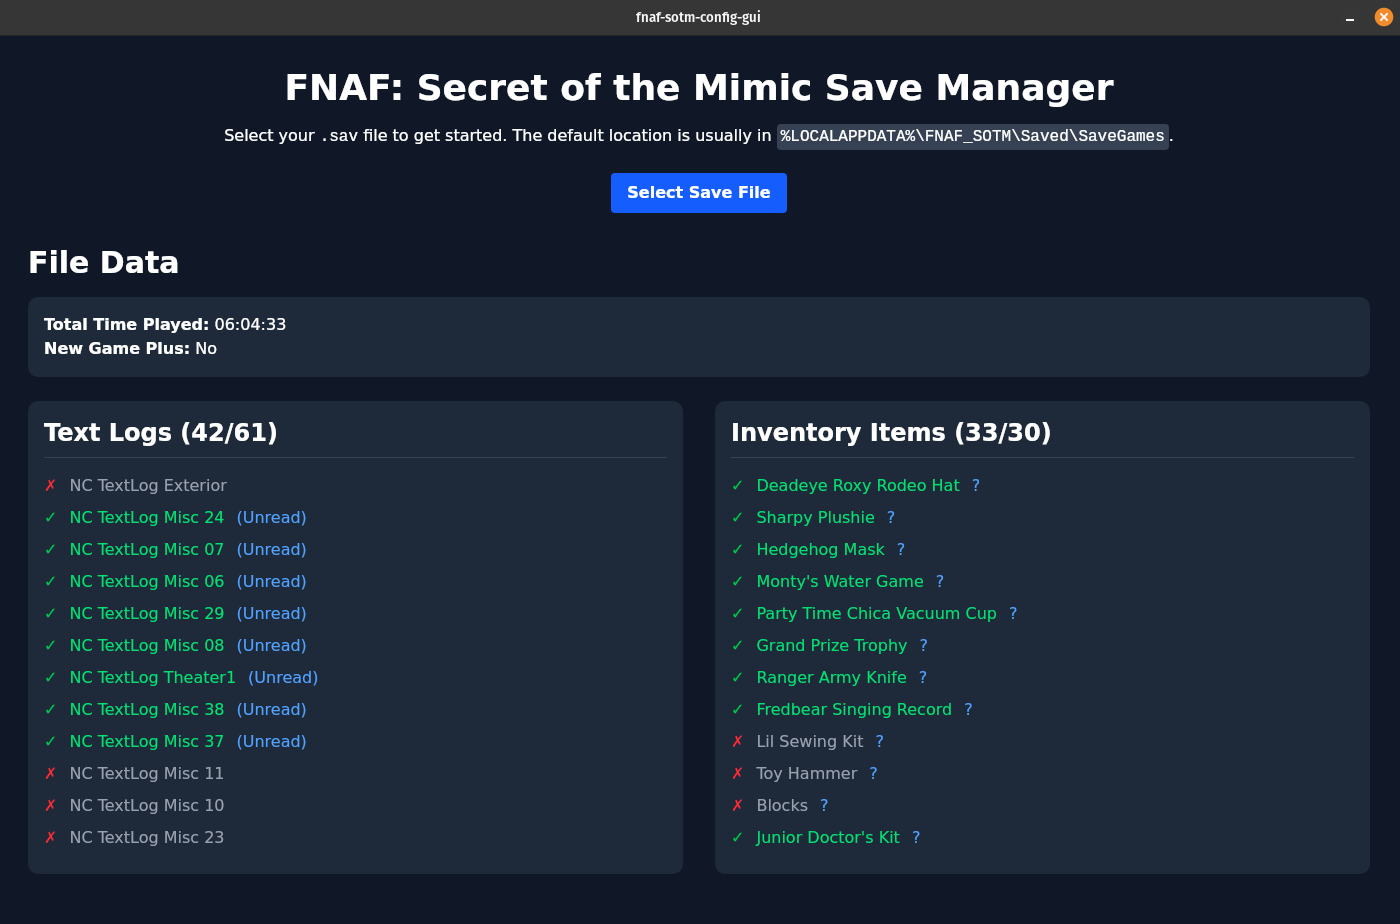 fnaf-sotm-config-gui
FNAF: Secret of the Mimic Save Manager
Select your .sav file to get started. The default location is usually in %LOCALAPPDATA%\FNAF_SOTM\Saved\SaveGames.
Select Save File
File Data
Total Time Played: 06:04:33
New Game Plus: No
Text Logs (42/61)
✗ NC TextLog Exterior
✓ NC TextLog Misc 24 (Unread)
✓ NC TextLog Misc 07 (Unread)
✓ NC TextLog Misc 06 (Unread)
✓ NC TextLog Misc 29 (Unread)
✓ NC TextLog Misc 08 (Unread)
✓ NC TextLog Theater1 (Unread)
✓ NC TextLog Misc 38 (Unread)
✓ NC TextLog Misc 37 (Unread)
✗ NC TextLog Misc 11
✗ NC TextLog Misc 10
✗ NC TextLog Misc 23
Inventory Items (33/30)
✓ Deadeye Roxy Rodeo Hat ?
✓ Sharpy Plushie ?
✓ Hedgehog Mask ?
✓ Monty's Water Game ?
✓ Party Time Chica Vacuum Cup ?
✓ Grand Prize Trophy ?
✓ Ranger Army Knife ?
✓ Fredbear Singing Record ?
✗ Lil Sewing Kit ?
✗ Toy Hammer ?
✗ Blocks ?
✓ Junior Doctor's Kit ?